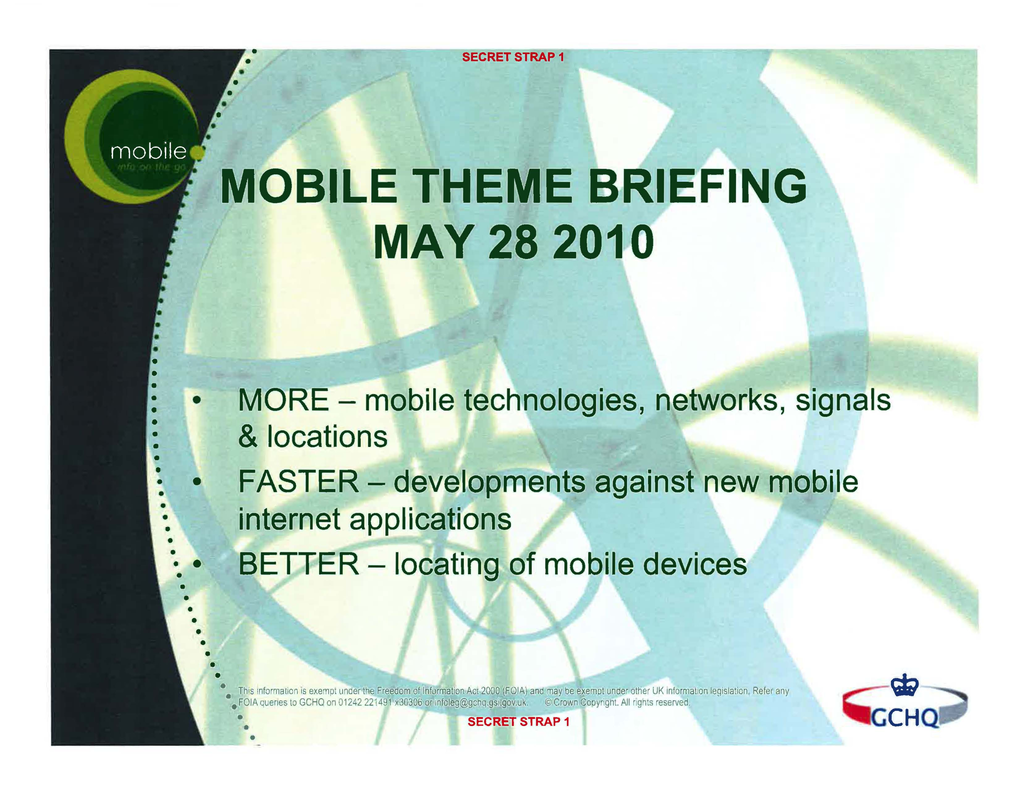 SECRET STRAP 1
mobile
info on the go
MOBILE THEME BRIEFING
MAY 28 2010
• MORE – mobile technologies, networks, signals
& locations
• FASTER – developments against new mobile
internet applications
• BETTER – locating of mobile devices
This information is exempt under the Freedom of Information Act 2000 (FOIA) and may be exempt under other UK information legislation. Refer any
FOIA queries to GCHQ on 01242 221491 x30306 or infoleg@gchq.gsi.gov.uk. © Crown Copyright. All rights reserved.
SECRET STRAP 1
GCHQ